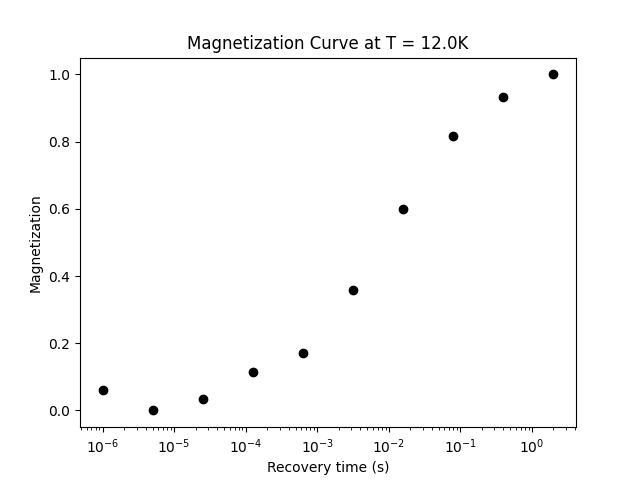 Magnetization Curve at T = 12.0K
1.0
0.8
0.6
0.4
0.2
0.0
Magnetization
10⁻⁶ 10⁻⁵ 10⁻⁴ 10⁻³ 10⁻² 10⁻¹ 10⁰
Recovery time (s)